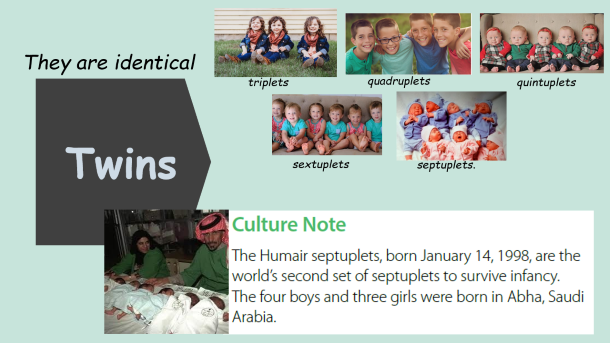 They are identical
Twins
triplets
quadruplets
quintuplets
sextuplets
septuplets.
Culture Note
The Humair septuplets, born January 14, 1998, are the
world's second set of septuplets to survive infancy.
The four boys and three girls were born in Abha, Saudi
Arabia.